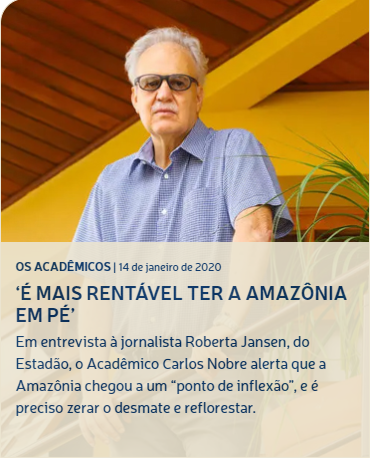 OS ACADÊMICOS | 14 de janeiro de 2020
‘É MAIS RENTÁVEL TER A AMAZÔNIA
EM PÉ’
Em entrevista à jornalista Roberta Jansen, do
Estadão, o Acadêmico Carlos Nobre alerta que a
Amazônia chegou a um “ponto de inflexão”, e é
preciso zerar o desmate e reflorestar.